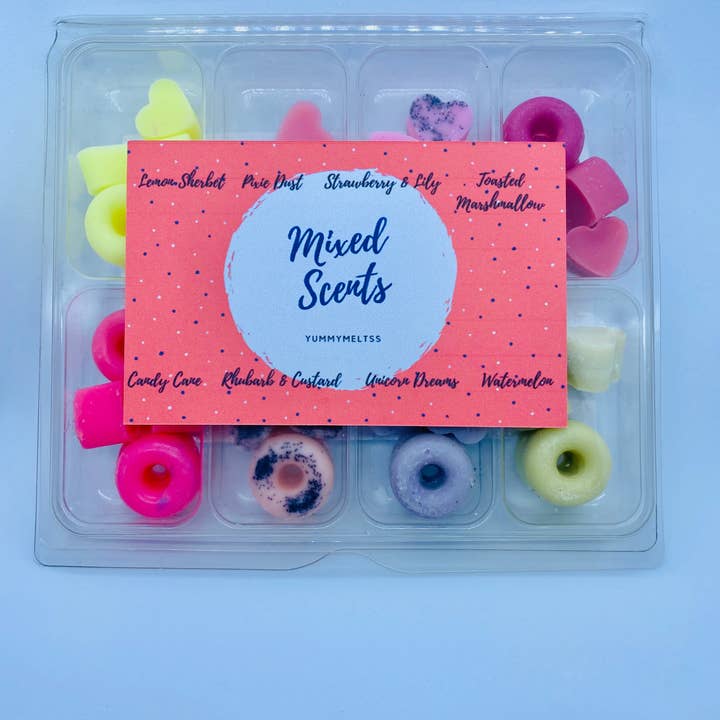 Lemon Sherbet Pixie Dust Strawberry & Lily Toasted
Marshmallow
Mixed
Scents
YUMMYMELTSS
Candy Cane Rhubarb & Custard Unicorn Dreams Watermelon